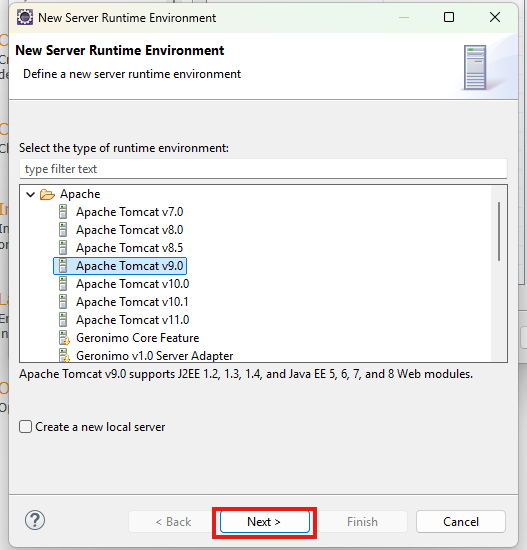 New Server Runtime Environment
New Server Runtime Environment
Define a new server runtime environment
Select the type of runtime environment:
type filter text
Apache
Apache Tomcat v7.0
Apache Tomcat v8.0
Apache Tomcat v8.5
Apache Tomcat v9.0
Apache Tomcat v10.0
Apache Tomcat v10.1
Apache Tomcat v11.0
Geronimo Core Feature
Geronimo v1.0 Server Adapter
Apache Tomcat v9.0 supports J2EE 1.2, 1.3, 1.4, and Java EE 5, 6, 7, and 8 Web modules.
Create a new local server
? < Back Next > Finish Cancel